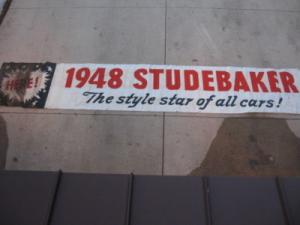 HERE!
1948 STUDEBAKER
The style star of all cars!